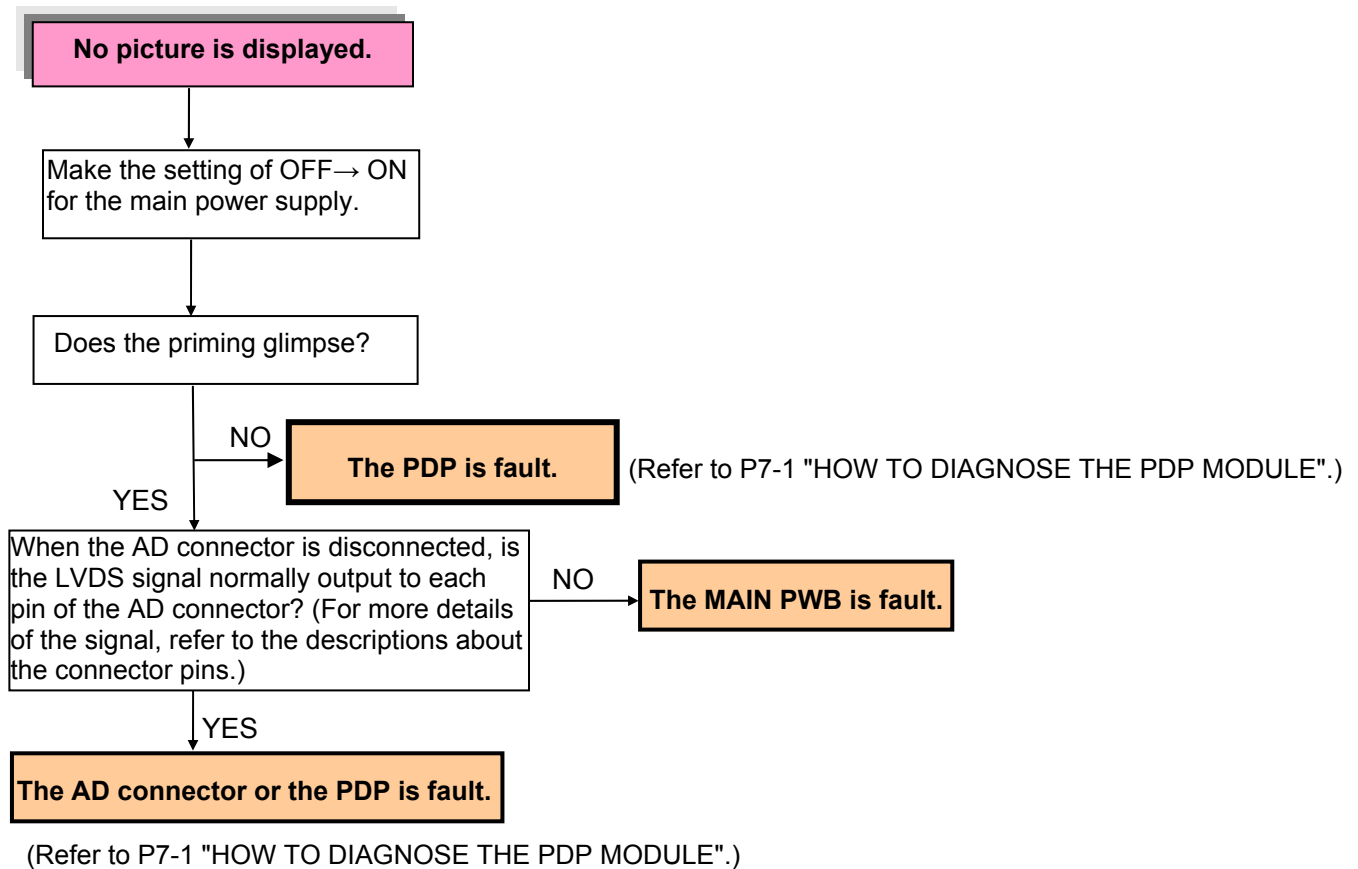 No picture is displayed.
Make the setting of OFF→ ON
for the main power supply.
Does the priming glimpse?
NO
The PDP is fault.
(Refer to P7-1 "HOW TO DIAGNOSE THE PDP MODULE".)
YES
When the AD connector is disconnected, is
the LVDS signal normally output to each
pin of the AD connector? (For more details
of the signal, refer to the descriptions about
the connector pins.)
NO
The MAIN PWB is fault.
YES
The AD connector or the PDP is fault.
(Refer to P7-1 "HOW TO DIAGNOSE THE PDP MODULE".)